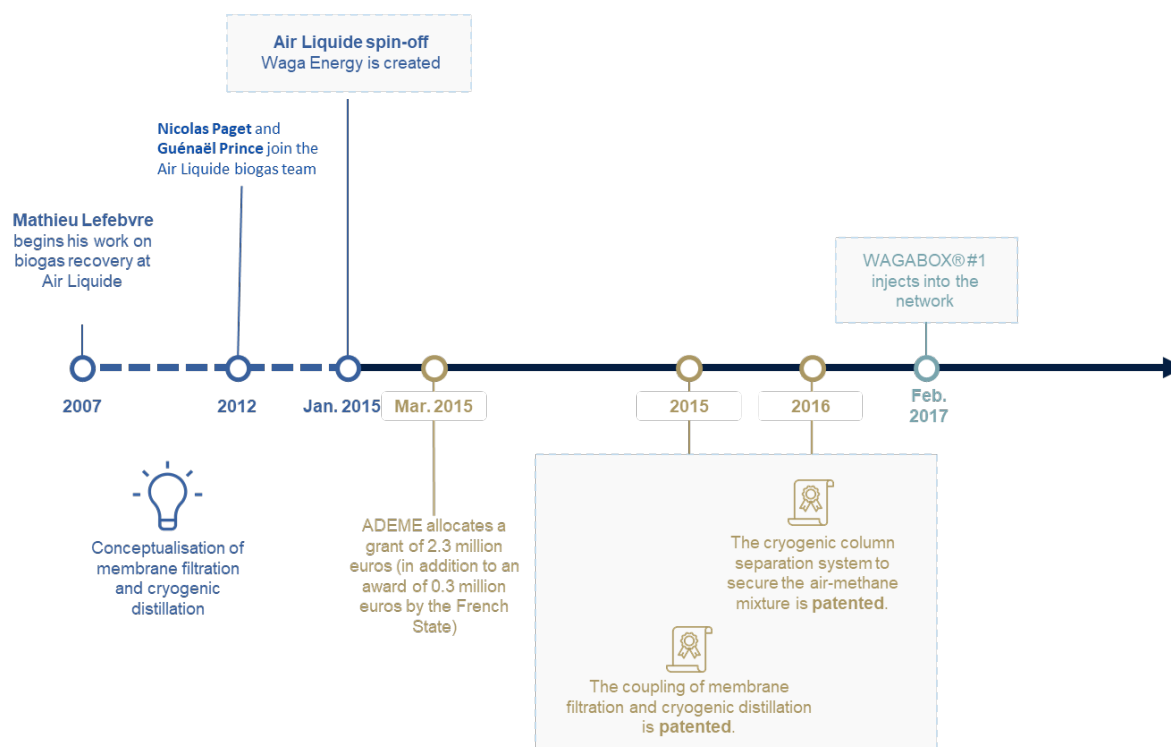 Air Liquide spin-off
Waga Energy is created
Nicolas Paget and
Guénaël Prince join the
Air Liquide biogas team
Mathieu Lefebvre
begins his work on
biogas recovery at
Air Liquide
WAGABOX® #1
injects into the
network
2007
2012
Jan. 2015
Mar. 2015
2015
2016
Feb.
2017
Conceptualisation of
membrane filtration
and cryogenic
distillation
ADEME allocates a
grant of 2.3 million
euros (in addition to an
award of 0.3 million
euros by the French
State)
The cryogenic column
separation system to
secure the air-methane
mixture is patented.
The coupling of membrane
filtration and cryogenic distillation
is patented.